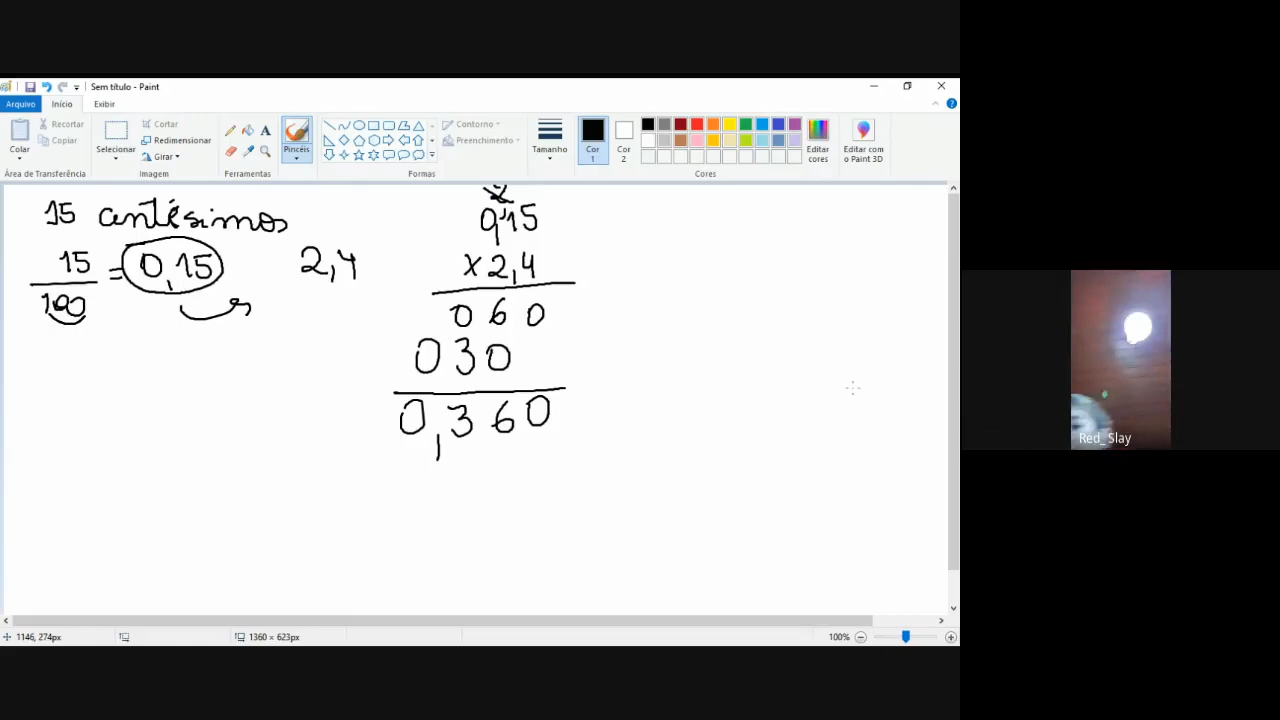 Sem título - Paint
Arquivo Início Exibir
Colar
Recortar
Copiar
Área de Transferência
Selecionar
Cortar
Redimensionar
Girar
Imagem
Ferramentas
Pincéis
Contorno
Preenchimento
Formas
Tamanho
Cor 1
Cor 2
Editar cores
Editar com o Paint 3D
Cores
15 centésimos
15
= 0,15
100
2,4
0,15
x 2,4
0 6 0
0 3 0
0,3 6 0
Red_ Slay
1146, 274px
1360 × 623px
100%